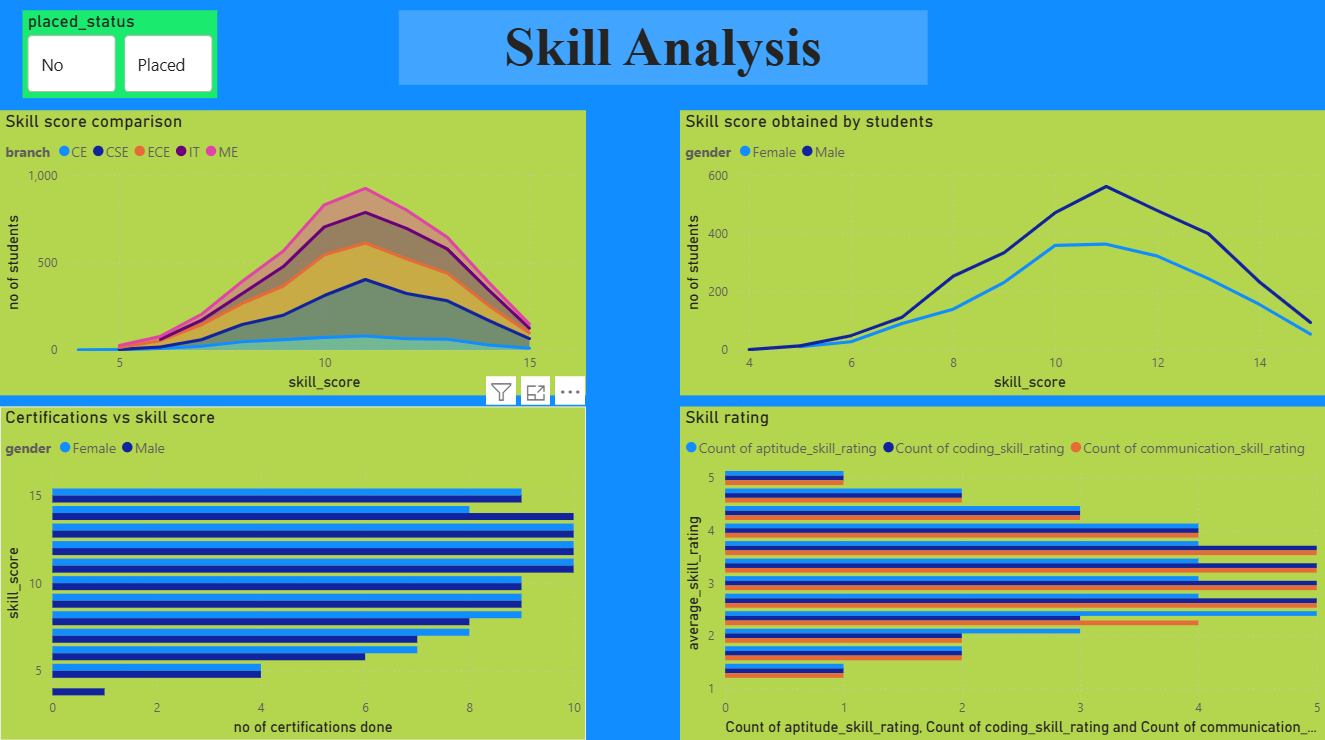 placed_status
No
Placed
Skill Analysis
Skill score comparison
branch CE CSE ECE IT ME
1,000
500
0
no of students
5 10 15
skill_score
Skill score obtained by students
gender Female Male
600
400
200
0
no of students
4 6 8 10 12 14
skill_score
Certifications vs skill score
gender Female Male
15
10
5
skill_score
0 2 4 6 8 10
no of certifications done
Skill rating
Count of aptitude_skill_rating Count of coding_skill_rating Count of communication_skill_rating
5
4
3
2
1
average_skill_rating
0 1 2 3 4 5
Count of aptitude_skill_rating, Count of coding_skill_rating and Count of communication_...